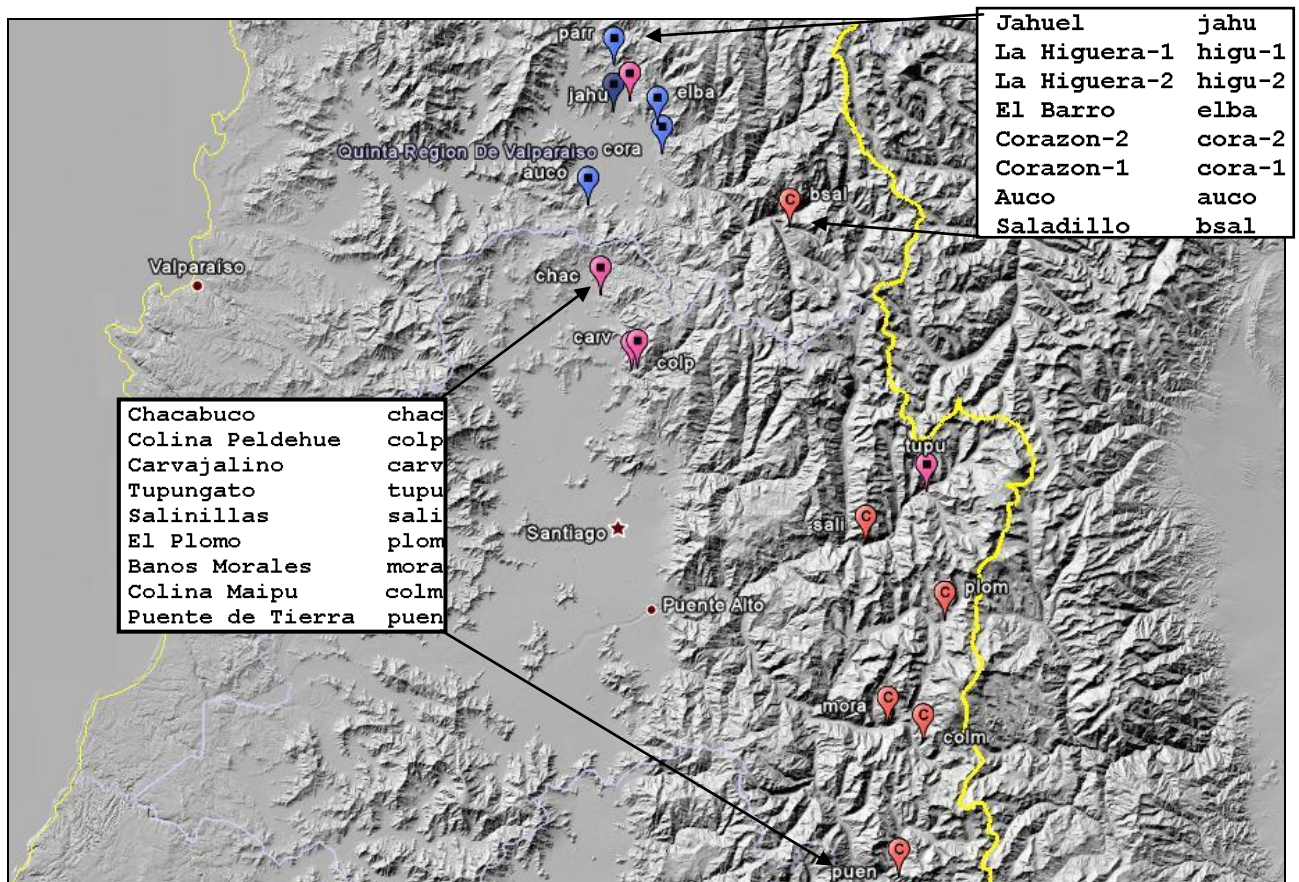 Jahuel jahu
La Higuera-1 higu-1
La Higuera-2 higu-2
El Barro elba
Corazon-2 cora-2
Corazon-1 cora-1
Auco auco
Saladillo bsal
parr
jahu
elba
Quinta Region De Valparaiso cora
auco
bsal
Valparaíso
chac
carv
colp
Chacabuco chac
Colina Peldehue colp
Carvajalino carv
Tupungato tupu
Salinillas sali
El Plomo plom
Banos Morales mora
Colina Maipu colm
Puente de Tierra puen
tupu
sali
Santiago
plom
Puente Alto
mora
colm
puen
C
C
C
C
C
C